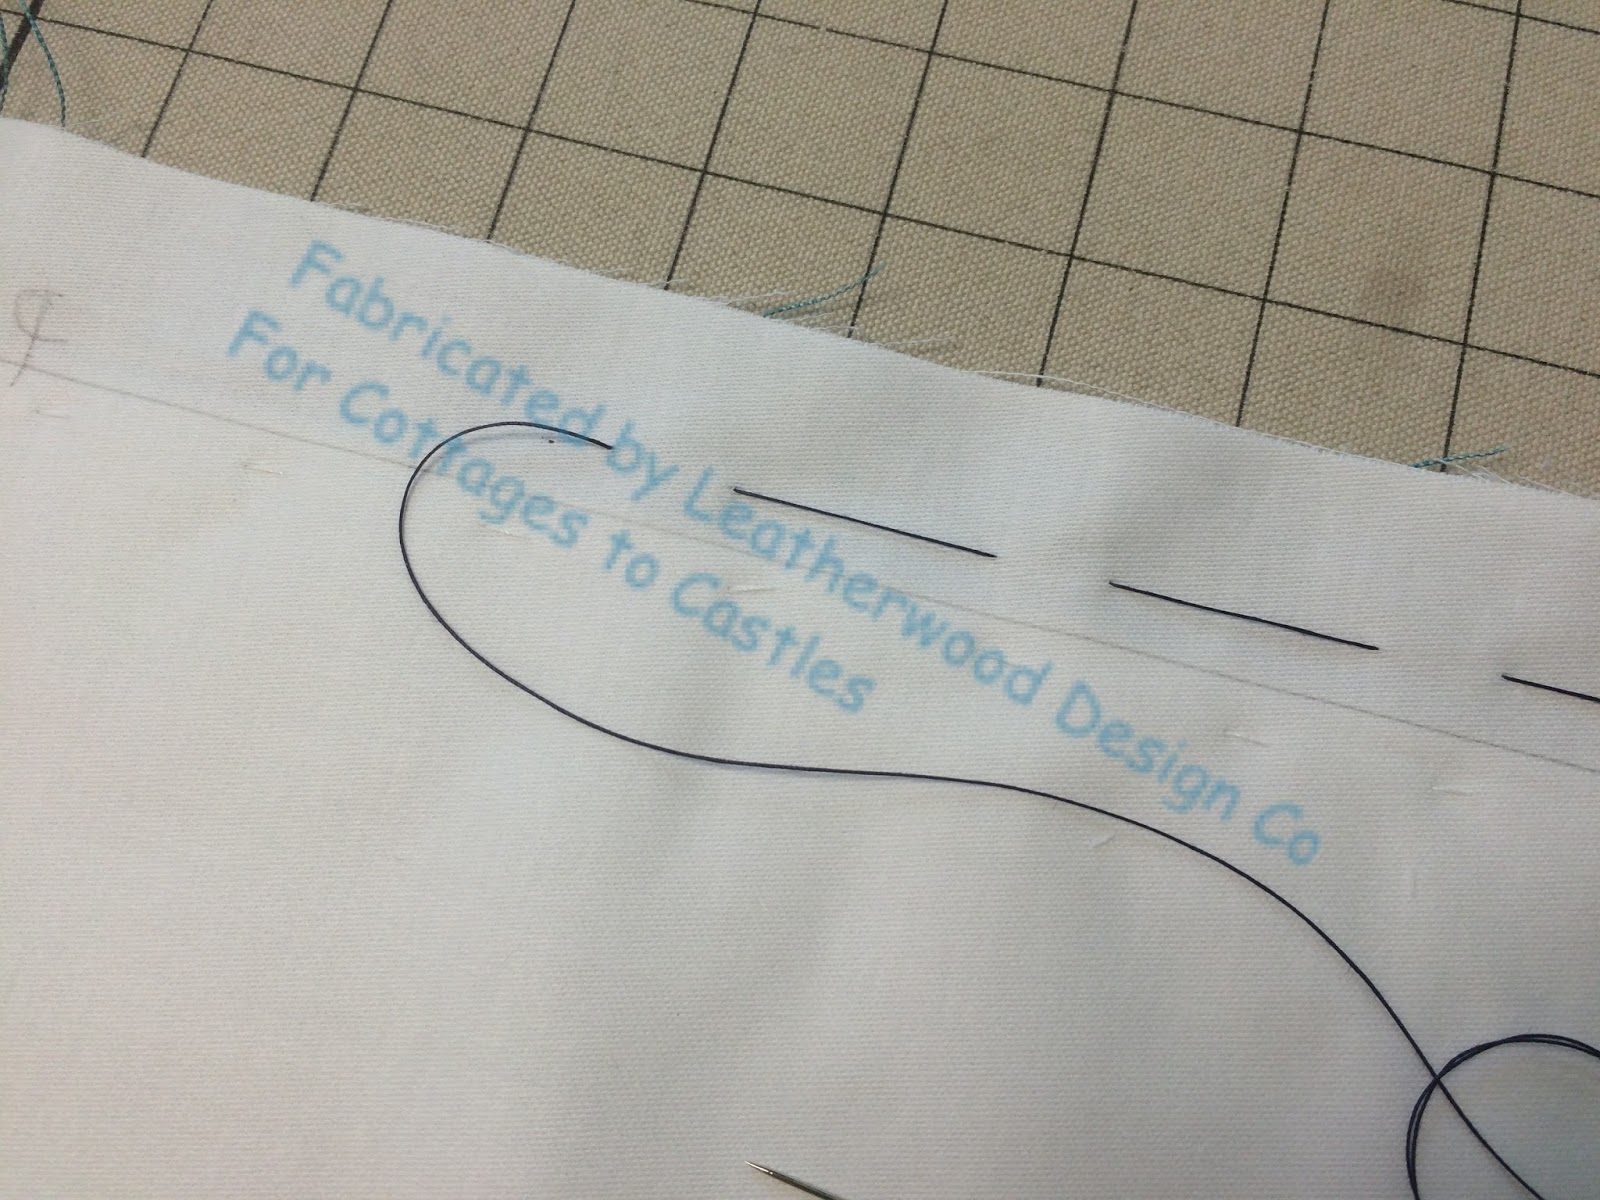 Fabricated by Leatherwood Design Co
For Cottages to Castles